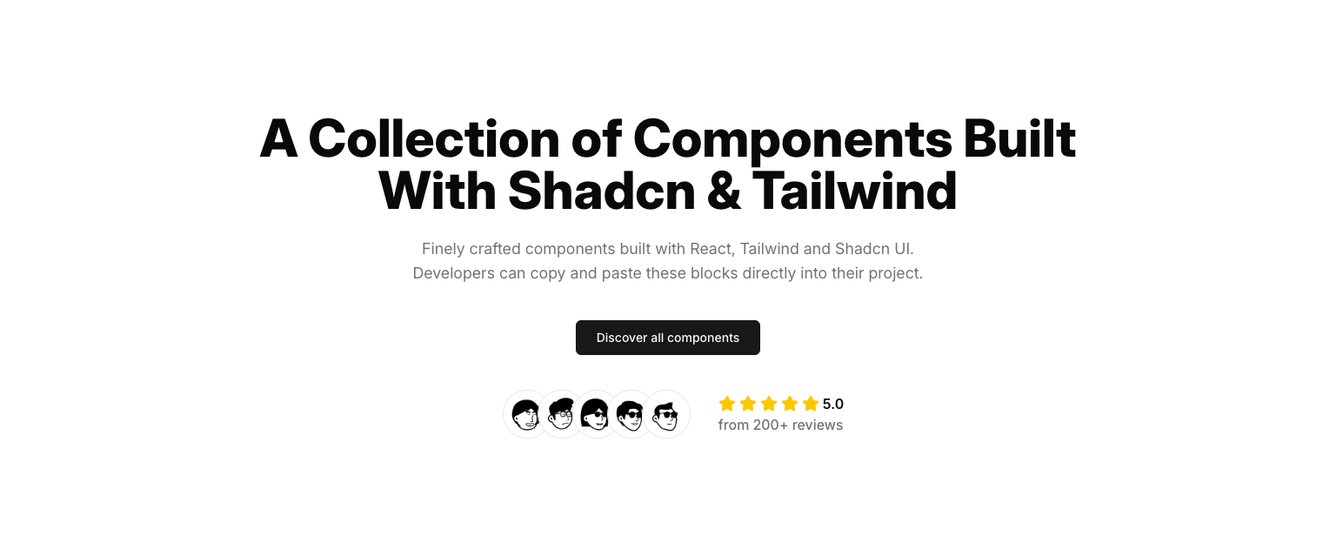 A Collection of Components Built
With Shadcn & Tailwind
Finely crafted components built with React, Tailwind and Shadcn UI.
Developers can copy and paste these blocks directly into their project.
Discover all components
5.0
from 200+ reviews